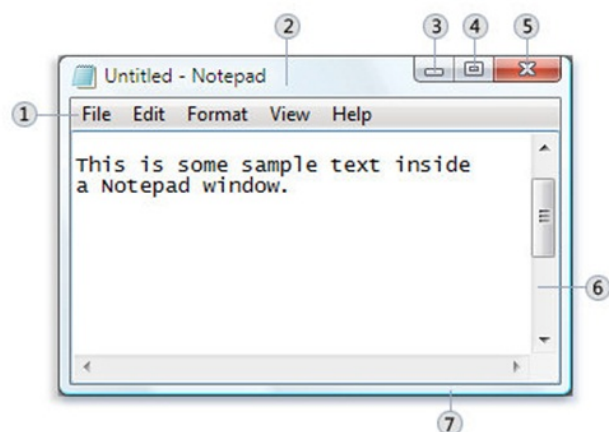 2 3 4 5
Untitled - Notepad
1 File Edit Format View Help
This is some sample text inside
a Notepad window.
6
7